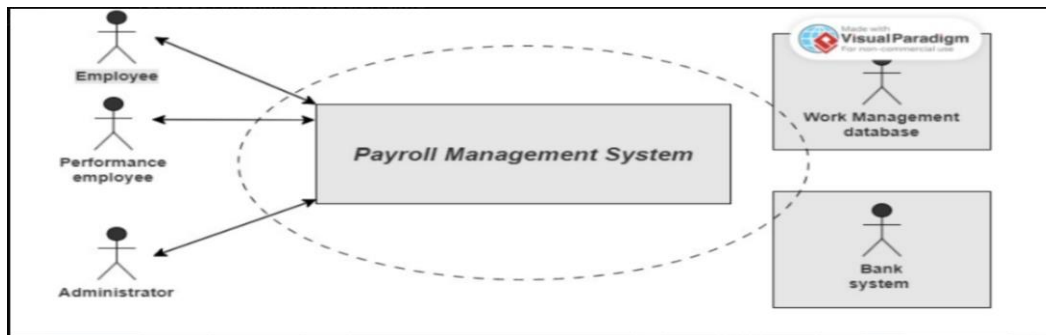 Made with
Visual Paradigm
For non-commercial use
Employee
Performance
employee
Administrator
Payroll Management System
Work Management
database
Bank
system